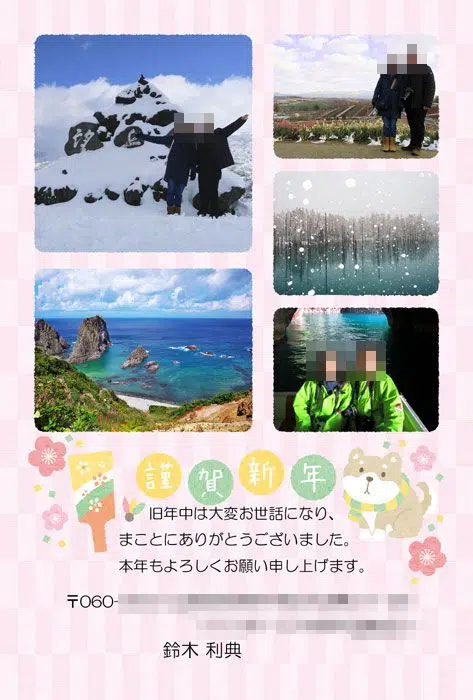 謹賀新年
旧年中は大変お世話になり、
まことにありがとうございました。
本年もよろしくお願い申し上げます。
〒060-
鈴木 利典